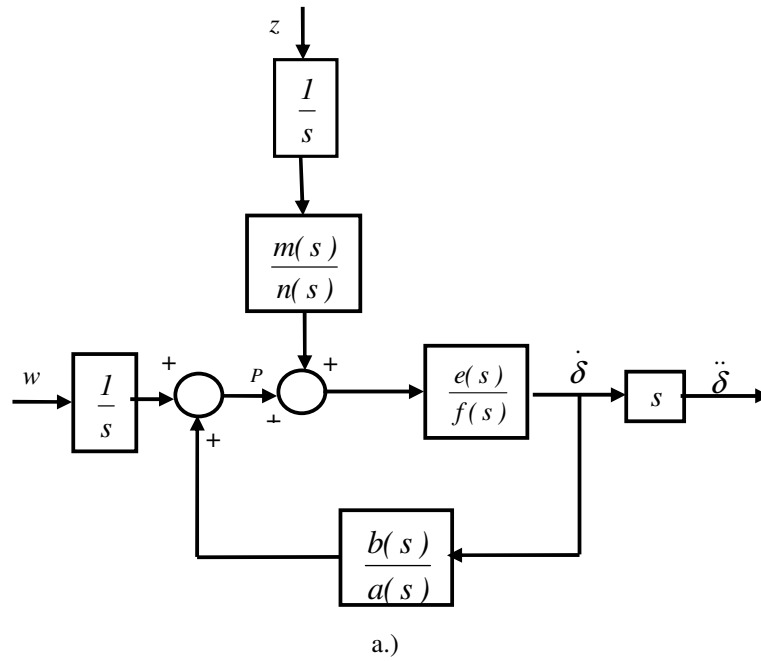 z
1
s
m( s )
n( s )
+ +
w 1 P e( s ) δ̇ s δ̈
s f( s )
+ +
b( s )
a( s )
a.)